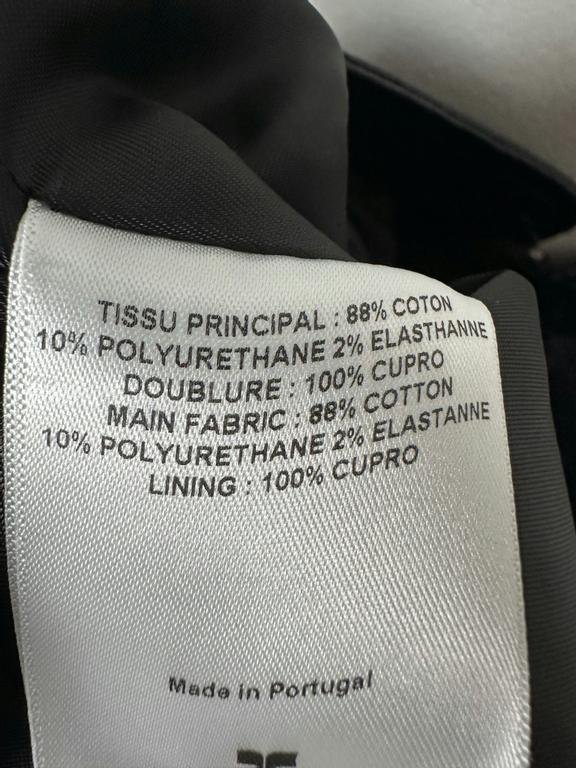 TISSU PRINCIPAL : 88% COTON
10% POLYURETHANE 2% ELASTHANNE
DOUBLURE : 100% CUPRO
MAIN FABRIC : 88% COTTON
10% POLYURETHANE 2% ELASTANNE
LINING : 100% CUPRO
Made in Portugal